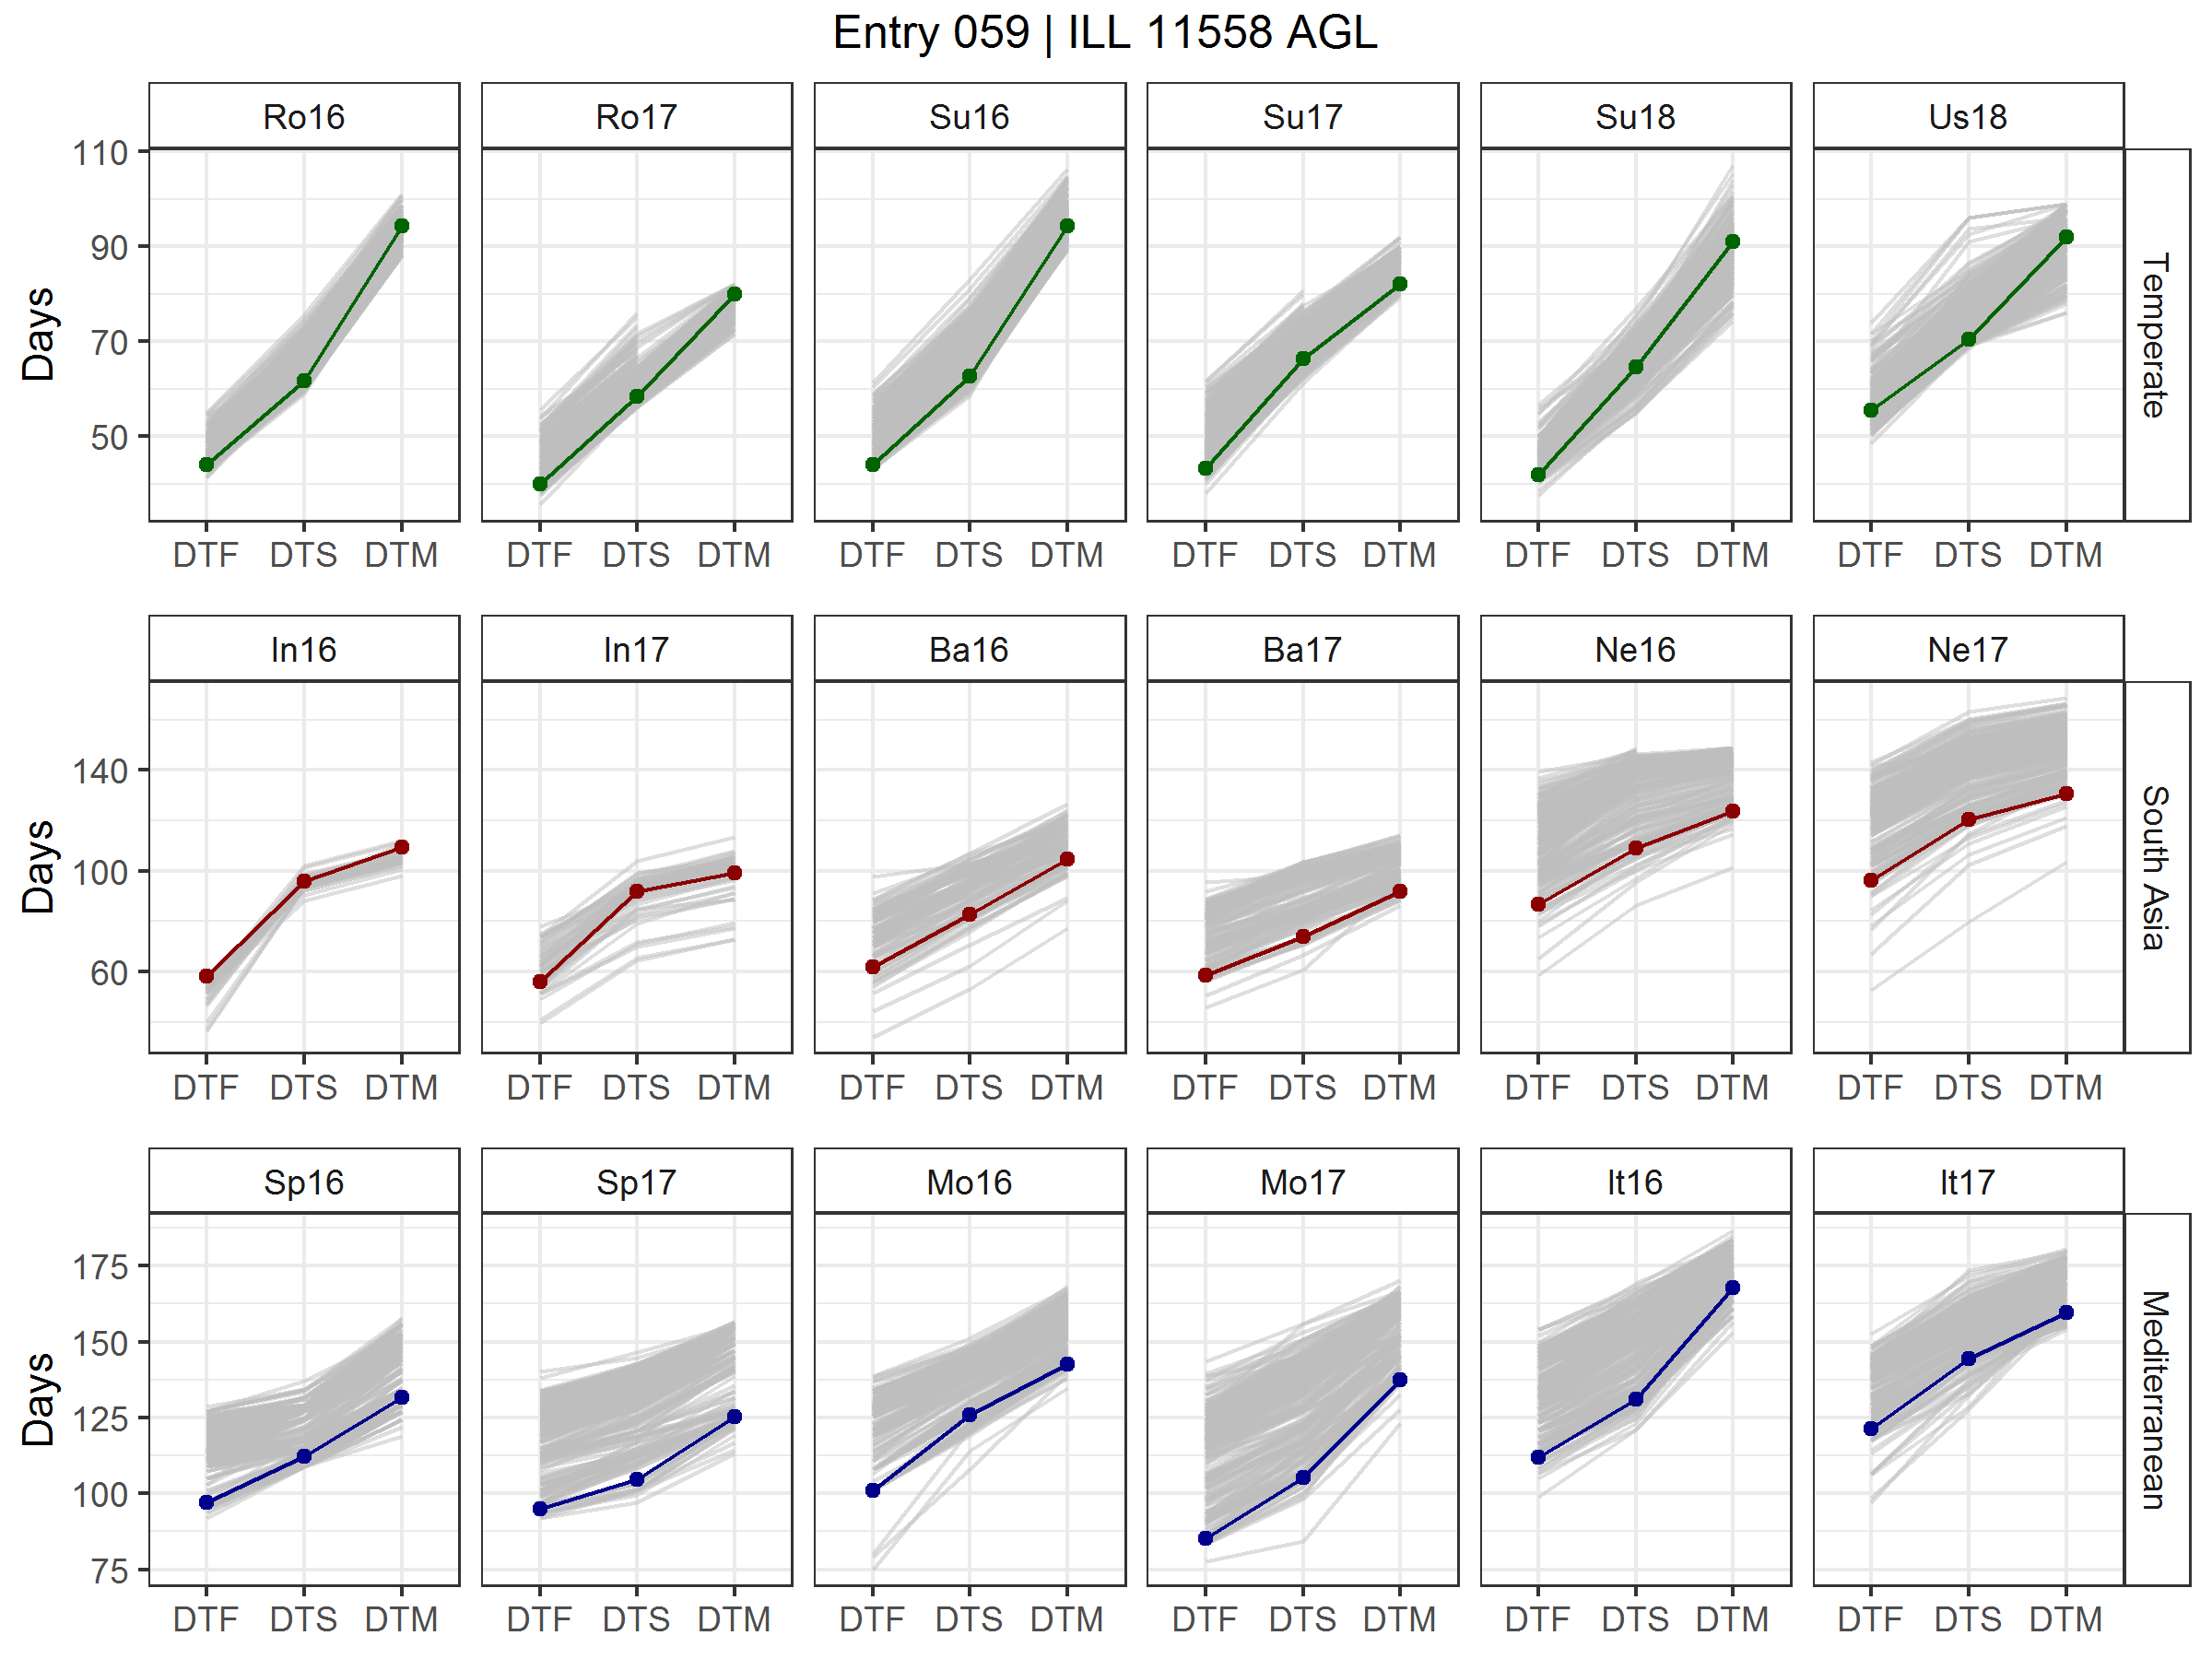 Entry 059 | ILL 11558 AGL
Ro16 Ro17 Su16 Su17 Su18 Us18
Days
110
90
70
50
Temperate
DTF DTS DTM DTF DTS DTM DTF DTS DTM DTF DTS DTM DTF DTS DTM DTF DTS DTM
In16 In17 Ba16 Ba17 Ne16 Ne17
Days
140
100
60
South Asia
DTF DTS DTM DTF DTS DTM DTF DTS DTM DTF DTS DTM DTF DTS DTM DTF DTS DTM
Sp16 Sp17 Mo16 Mo17 It16 It17
Days
175
150
125
100
75
Mediterranean
DTF DTS DTM DTF DTS DTM DTF DTS DTM DTF DTS DTM DTF DTS DTM DTF DTS DTM